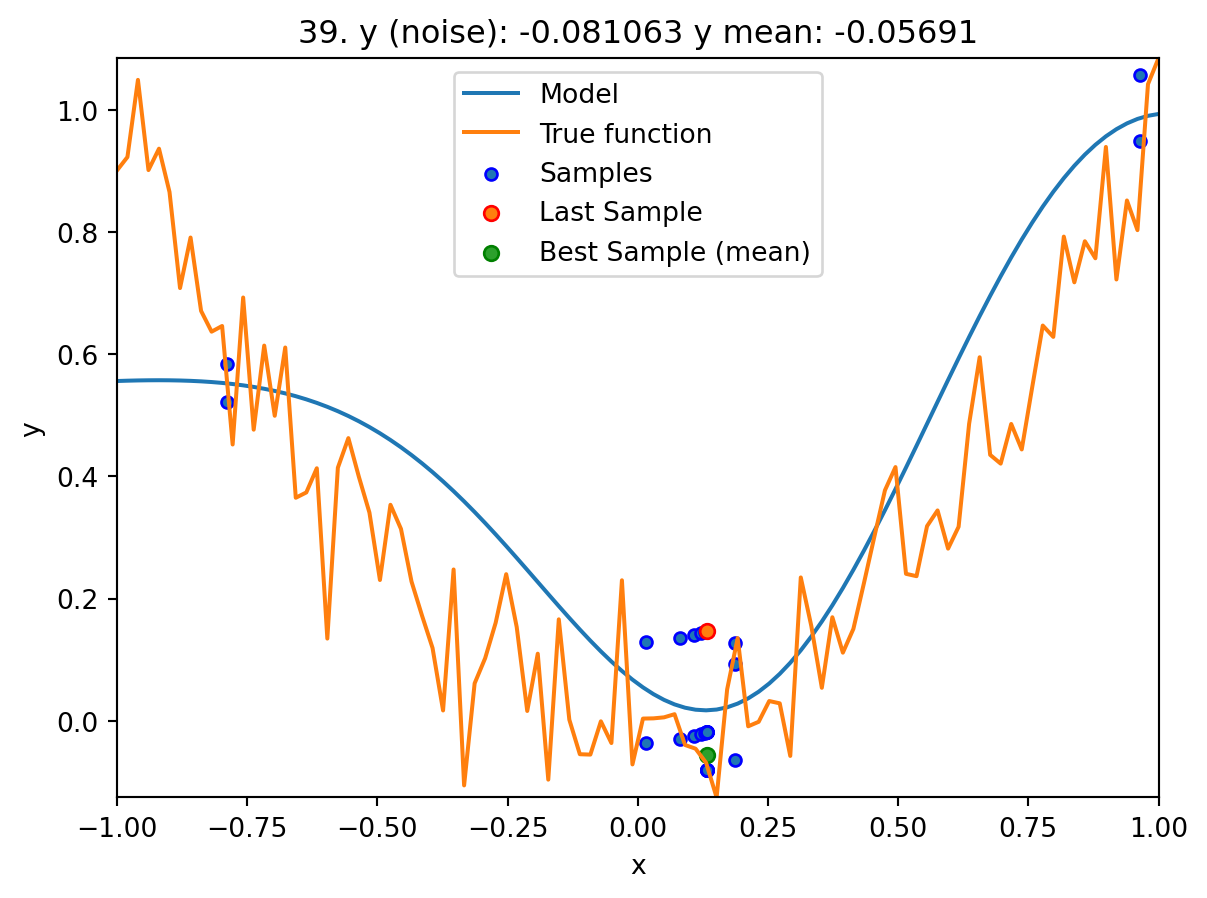 39. y (noise): -0.081063 y mean: -0.05691
Model
True function
Samples
Last Sample
Best Sample (mean)
1.0
0.8
0.6
0.4
0.2
0.0
y
−1.00 −0.75 −0.50 −0.25 0.00 0.25 0.50 0.75 1.00
x